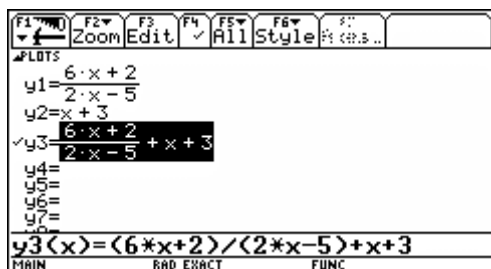 F1 F2 F3 F4 F5 F6
Zoom Edit ✓ All Style
PLOTS
y1=(6·x + 2)/(2·x - 5)
y2=x + 3
✓y3=(6·x + 2)/(2·x - 5) + x + 3
y4=
y5=
y6=
y7=
y3(x)=(6*x+2)/(2*x-5)+x+3
MAIN RAD EXACT FUNC